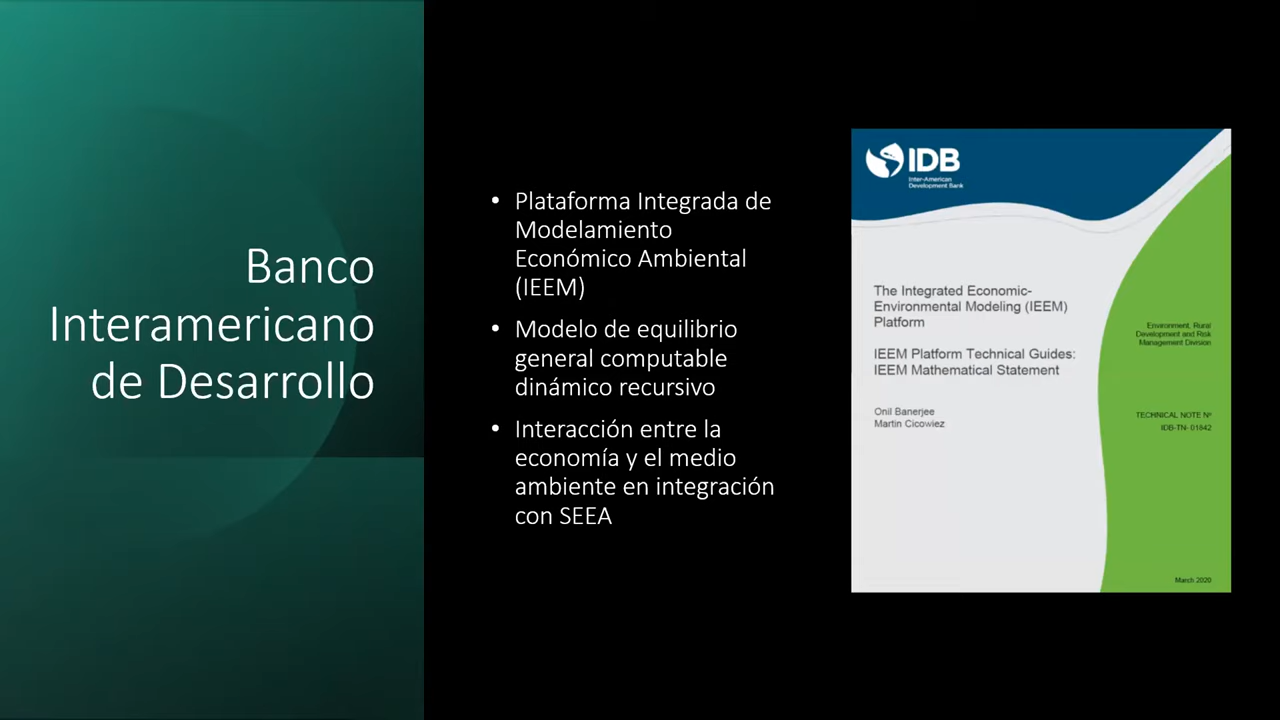 Banco
Interamericano
de Desarrollo
• Plataforma Integrada de
Modelamiento
Económico Ambiental
(IEEM)
• Modelo de equilibrio
general computable
dinámico recursivo
• Interacción entre la
economía y el medio
ambiente en integración
con SEEA
IDB
Inter-American
Development Bank
The Integrated Economic-
Environmental Modeling (IEEM)
Platform
IEEM Platform Technical Guides:
IEEM Mathematical Statement
Onil Banerjee
Martin Cicowiez
Environment, Rural
Development and Risk
Management Division
TECHNICAL NOTE Nº
IDB-TN- 01842
March 2020